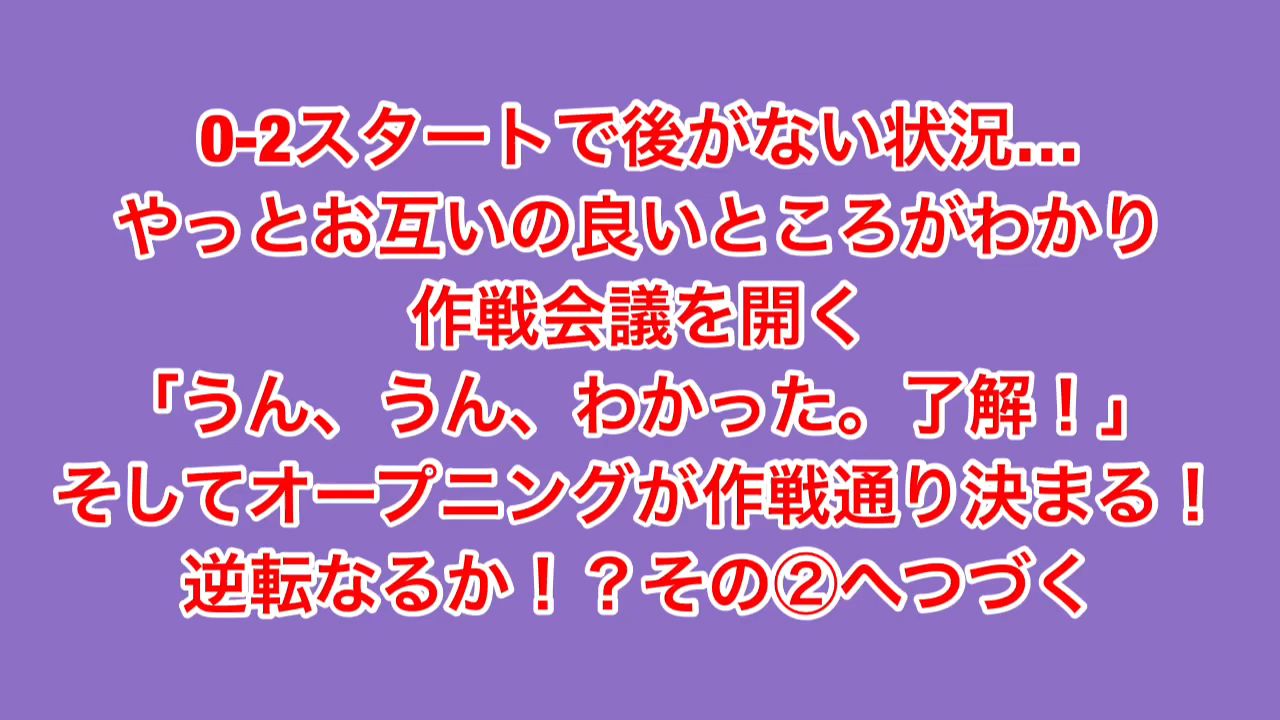 0-2スタートで後がない状況…
やっとお互いの良いところがわかり
作戦会議を開く
「うん、うん、わかった。了解！」
そしてオープニングが作戦通り決まる！
逆転なるか！？その②へつづく